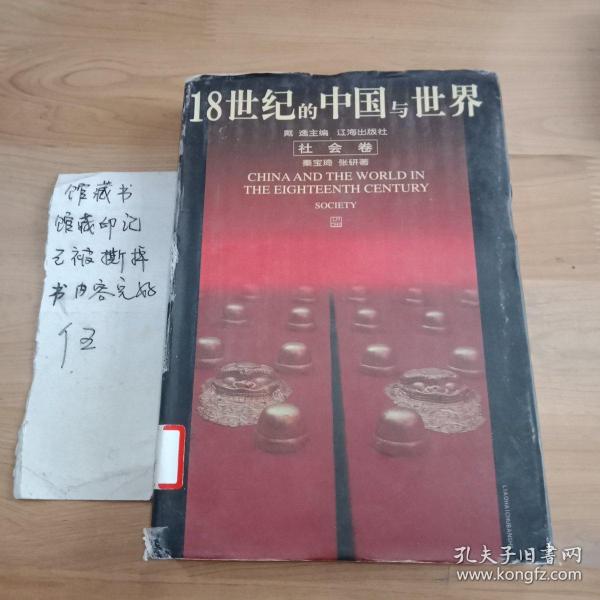 18世纪的中国与世界
戴逸主编 辽海出版社
社会卷
秦宝琦 张研著
CHINA AND THE WORLD IN
THE EIGHTEENTH CENTURY
SOCIETY
馆藏书
馆藏印记
已被撕掉
书内容完好
孔夫子旧书网
www.kongfz.com